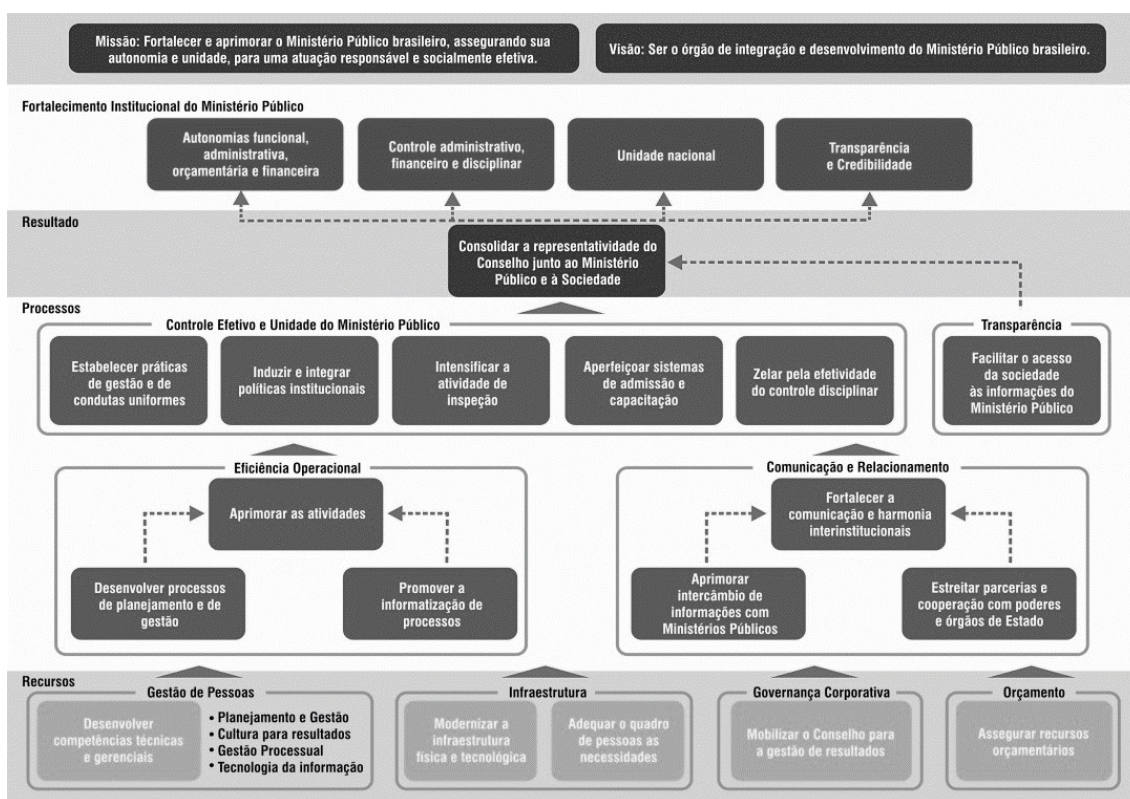 Missão: Fortalecer e aprimorar o Ministério Público brasileiro, assegurando sua
autonomia e unidade, para uma atuação responsável e socialmente efetiva.
Visão: Ser o órgão de integração e desenvolvimento do Ministério Público brasileiro.
Fortalecimento Institucional do Ministério Público
Autonomias funcional,
administrativa,
orçamentária e financeira
Controle administrativo,
financeiro e disciplinar
Unidade nacional
Transparência
e Credibilidade
Resultado
Consolidar a representatividade do
Conselho junto ao Ministério
Público e à Sociedade
Processos
Controle Efetivo e Unidade do Ministério Público
Estabelecer práticas
de gestão e de
condutas uniformes
Induzir e integrar
políticas institucionais
Intensificar a
atividade de
inspeção
Aperfeiçoar sistemas
de admissão e
capacitação
Zelar pela efetividade
do controle disciplinar
Transparência
Facilitar o acesso
da sociedade
às informações do
Ministério Público
Eficiência Operacional
Aprimorar as atividades
Desenvolver processos
de planejamento e de
gestão
Promover a
informatização de
processos
Comunicação e Relacionamento
Fortalecer a
comunicação e harmonia
interinstitucionais
Aprimorar
intercâmbio de
informações com
Ministérios Públicos
Estreitar parcerias e
cooperação com poderes
e órgãos de Estado
Recursos
Gestão de Pessoas
Desenvolver
competências técnicas
e gerenciais
• Planejamento e Gestão
• Cultura para resultados
• Gestão Processual
• Tecnologia da informação
Infraestrutura
Modernizar a
infraestrutura
física e tecnológica
Adequar o quadro
de pessoas as
necessidades
Governança Corporativa
Mobilizar o Conselho para
a gestão de resultados
Orçamento
Assegurar recursos
orçamentários